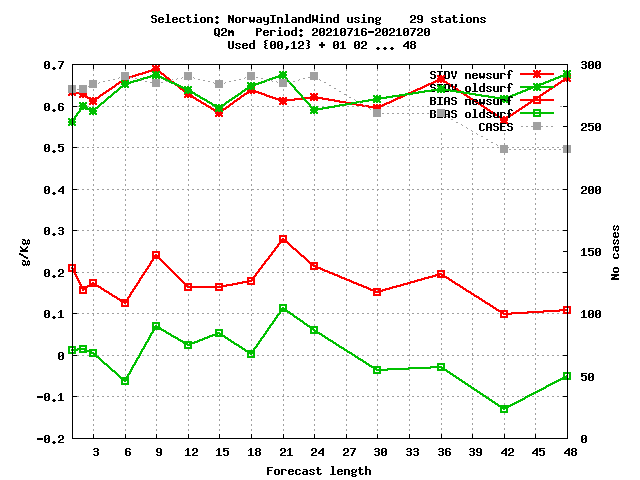 Selection: NorwayInlandWind using    29 stations
Q2m   Period: 20210716-20210720
Used {00,12} + 01 02 ... 48
0,7
0,6
0,5
0,4
0,3
0,2
0,1
0
-0,1
-0,2
g/Kg
STDV newsurf
STDV oldsurf
BIAS newsurf
BIAS oldsurf
CASES
300
250
200
150
100
50
0
No cases
3 6 9 12 15 18 21 24 27 30 33 36 39 42 45 48
Forecast length